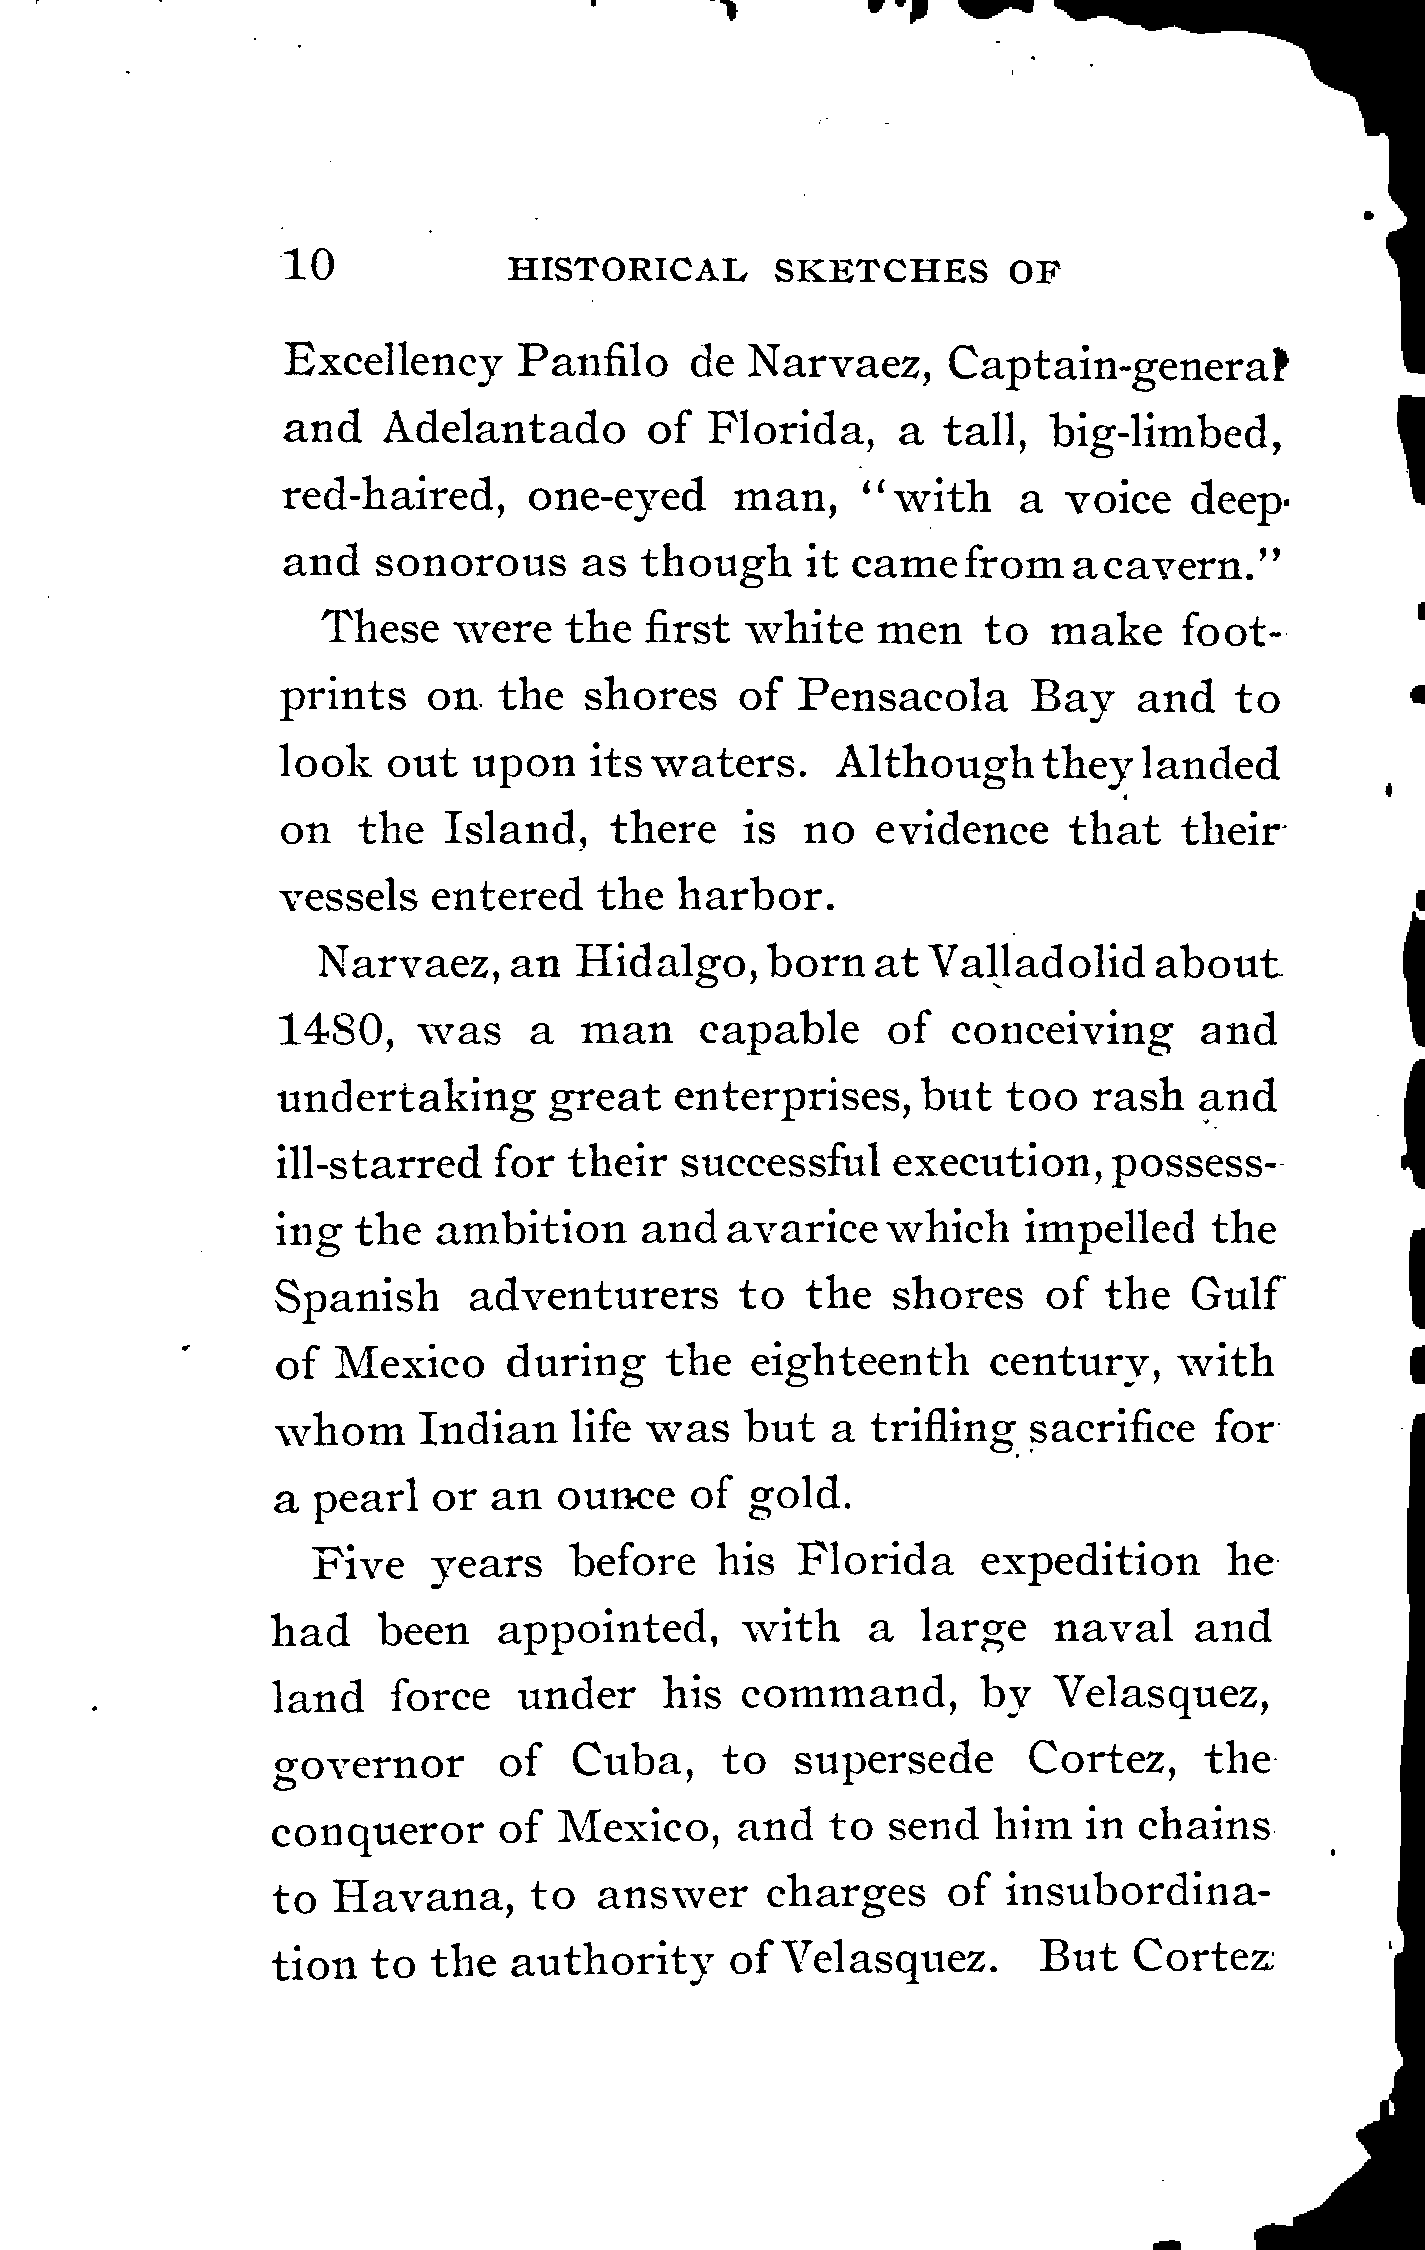 10 HISTORICAL SKETCHES OF
Excellency Panfilo de Narvaez, Captain-general
and Adelantado of Florida, a tall, big-limbed,
red-haired, one-eyed man, "with a voice deep
and sonorous as though it came from a cavern."
These were the first white men to make foot-
prints on the shores of Pensacola Bay and to
look out upon its waters. Although they landed
on the Island, there is no evidence that their
vessels entered the harbor.
Narvaez, an Hidalgo, born at Valladolid about
1480, was a man capable of conceiving and
undertaking great enterprises, but too rash and
ill-starred for their successful execution, possess-
ing the ambition and avarice which impelled the
Spanish adventurers to the shores of the Gulf
of Mexico during the eighteenth century, with
whom Indian life was but a trifling sacrifice for
a pearl or an ounce of gold.
Five years before his Florida expedition he
had been appointed, with a large naval and
land force under his command, by Velasquez,
governor of Cuba, to supersede Cortez, the
conqueror of Mexico, and to send him in chains
to Havana, to answer charges of insubordina-
tion to the authority of Velasquez. But Cortez